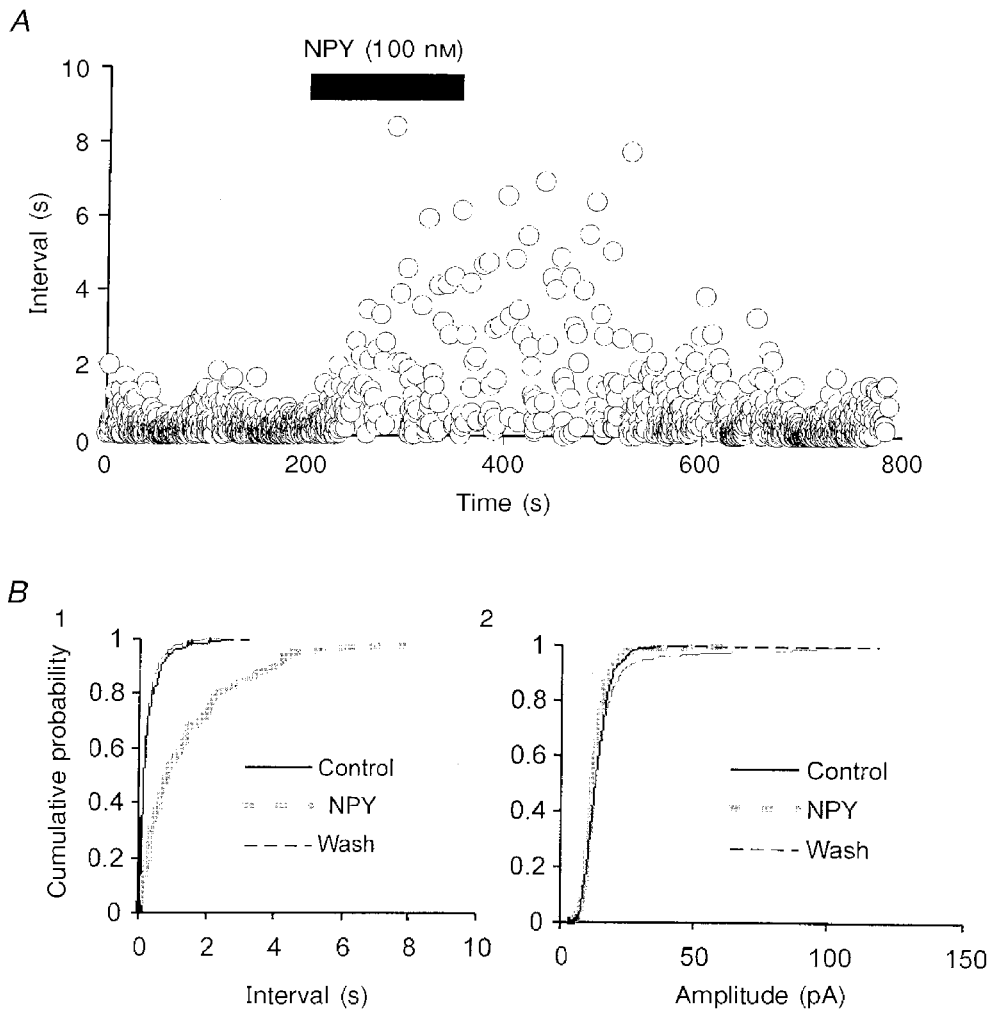 A
NPY (100 nM)
10
8
6
4
2
0
Interval (s)
0 200 400 600 800
Time (s)
B
1
1
0.8
0.6
0.4
0.2
0
Cumulative probability
Control
NPY
Wash
0 2 4 6 8 10
Interval (s)
2
1
0.8
0.6
0.4
0.2
0
Control
NPY
Wash
0 50 100 150
Amplitude (pA)